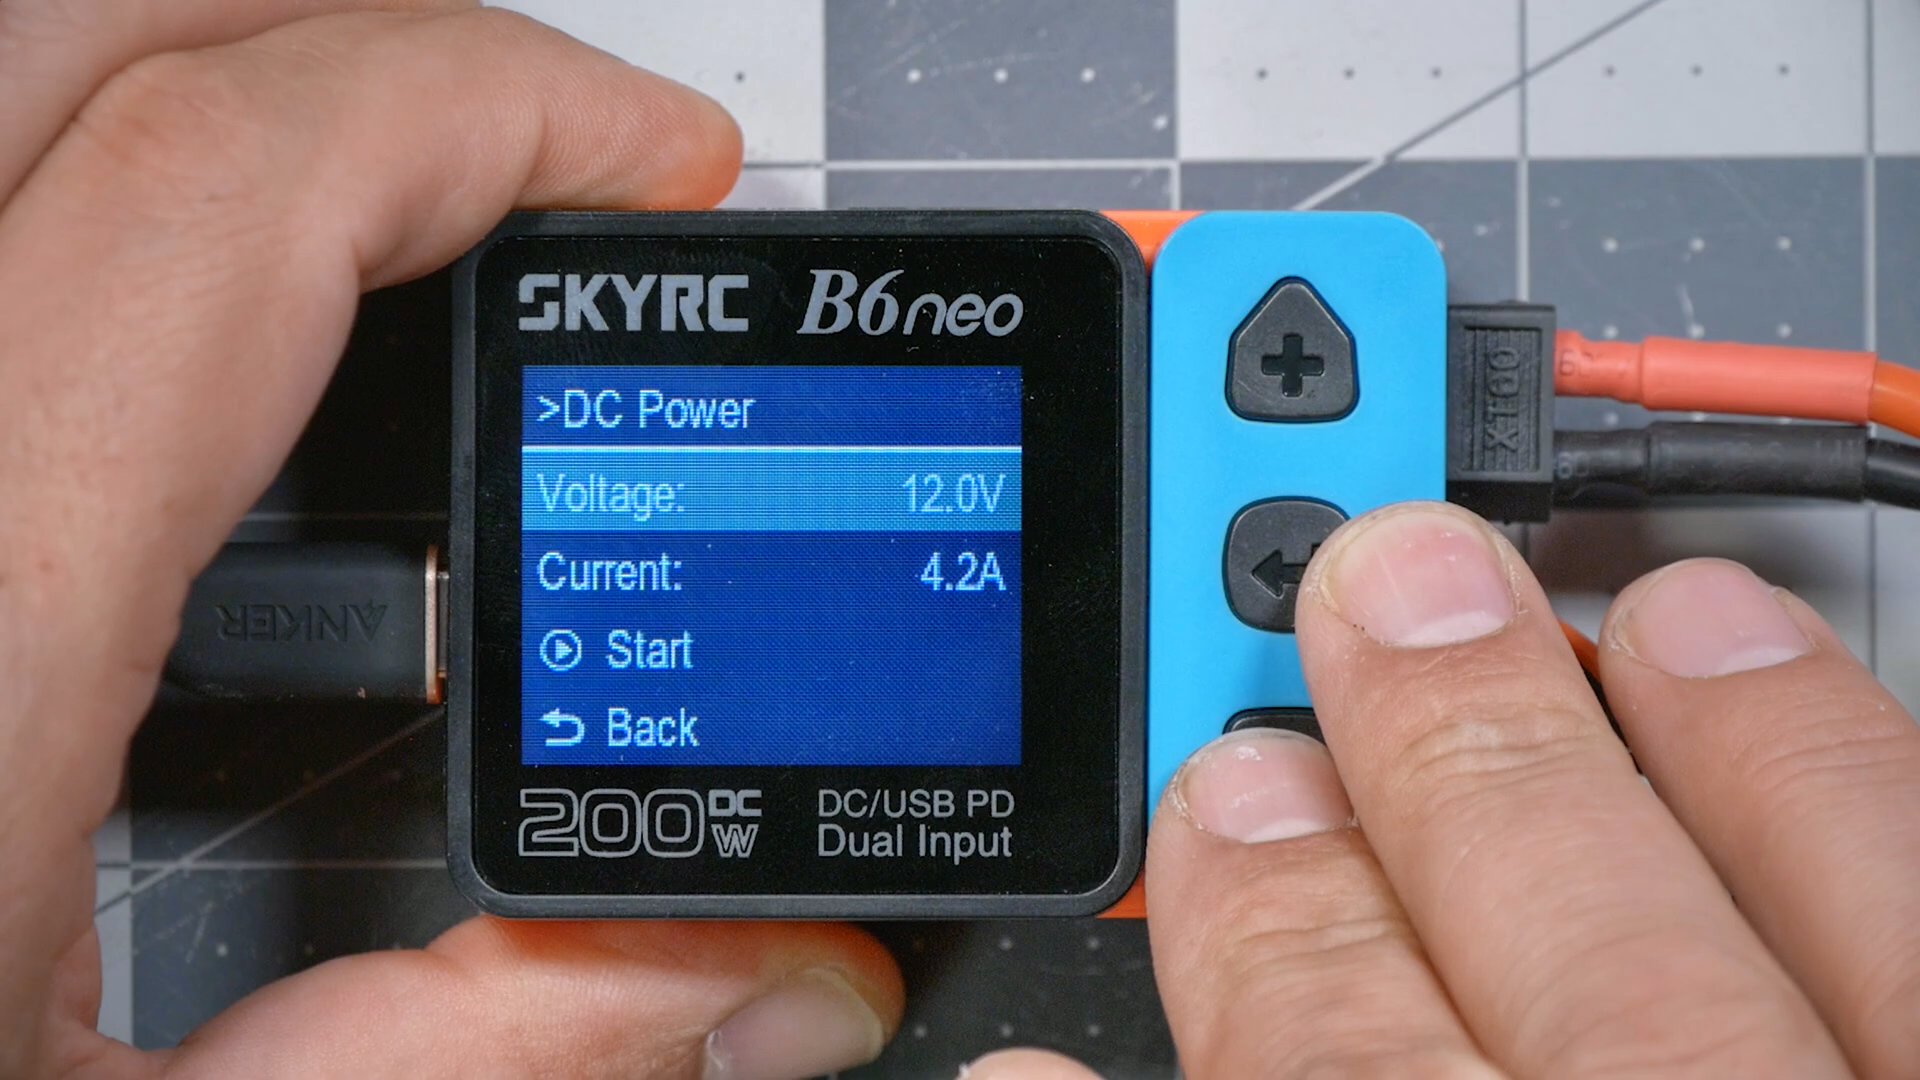 SKYRC B6neo
>DC Power
Voltage: 12.0V
Current: 4.2A
Start
Back
200 DC W
DC/USB PD
Dual Input
ANKER
XT60